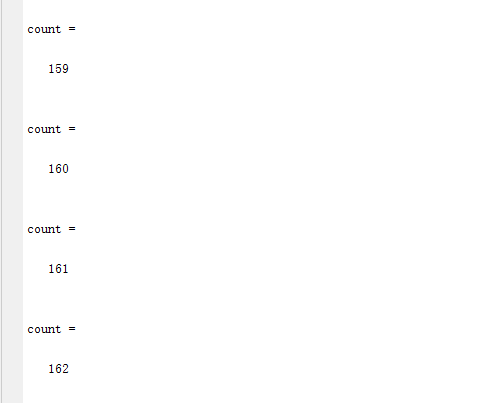 count =
159
count =
160
count =
161
count =
162